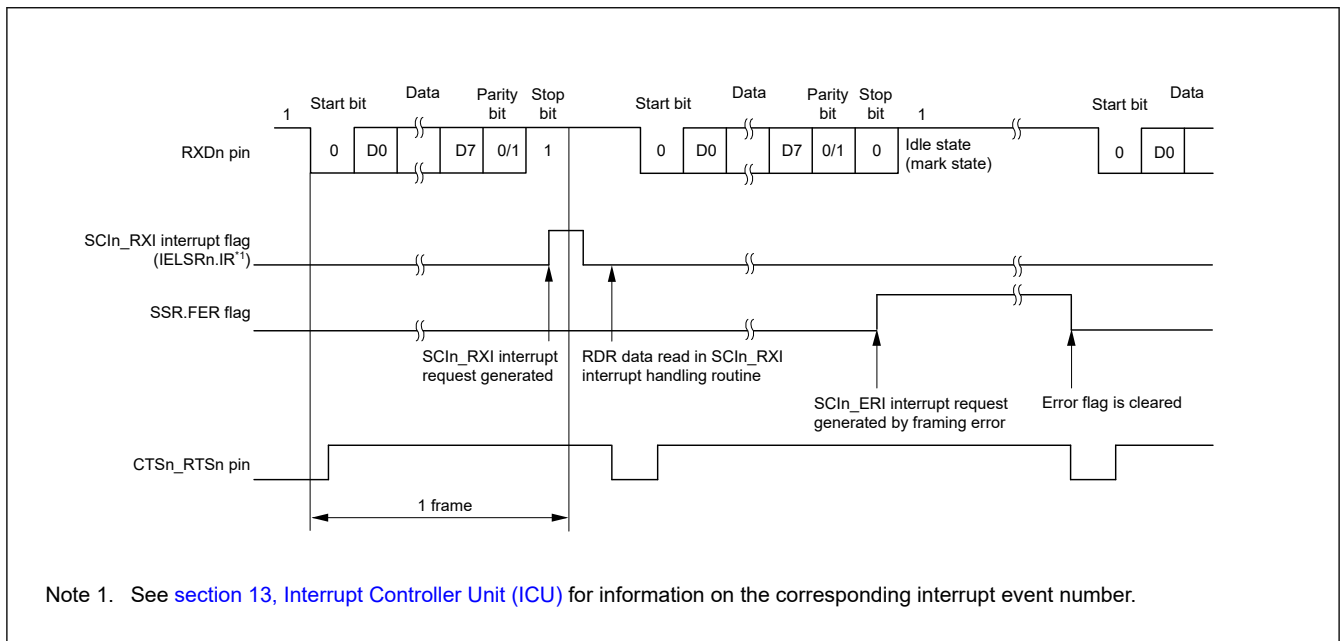 Start bit
Data
Parity bit
Stop bit
Start bit
Data
Parity bit
Stop bit
1
Start bit
Data
1
RXDn pin
0
D0
D7
0/1
1
0
D0
D7
0/1
0
Idle state
(mark state)
0
D0
SCIn_RXI interrupt flag
(IELSRn.IR*1)
SSR.FER flag
SCIn_RXI interrupt
request generated
RDR data read in SCIn_RXI
interrupt handling routine
SCIn_ERI interrupt request
generated by framing error
Error flag is cleared
CTSn_RTSn pin
1 frame
Note 1. See section 13, Interrupt Controller Unit (ICU) for information on the corresponding interrupt event number.